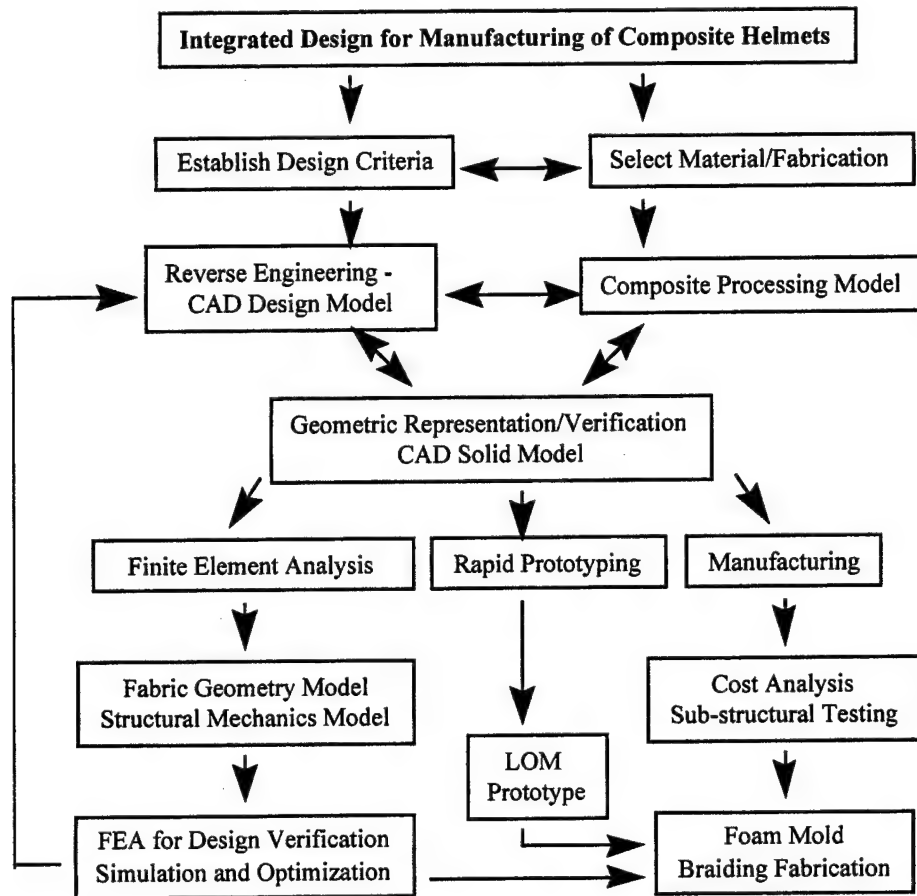 Integrated Design for Manufacturing of Composite Helmets
Establish Design Criteria
Select Material/Fabrication
Reverse Engineering -
CAD Design Model
Composite Processing Model
Geometric Representation/Verification
CAD Solid Model
Finite Element Analysis
Rapid Prototyping
Manufacturing
Fabric Geometry Model
Structural Mechanics Model
Cost Analysis
Sub-structural Testing
LOM
Prototype
FEA for Design Verification
Simulation and Optimization
Foam Mold
Braiding Fabrication